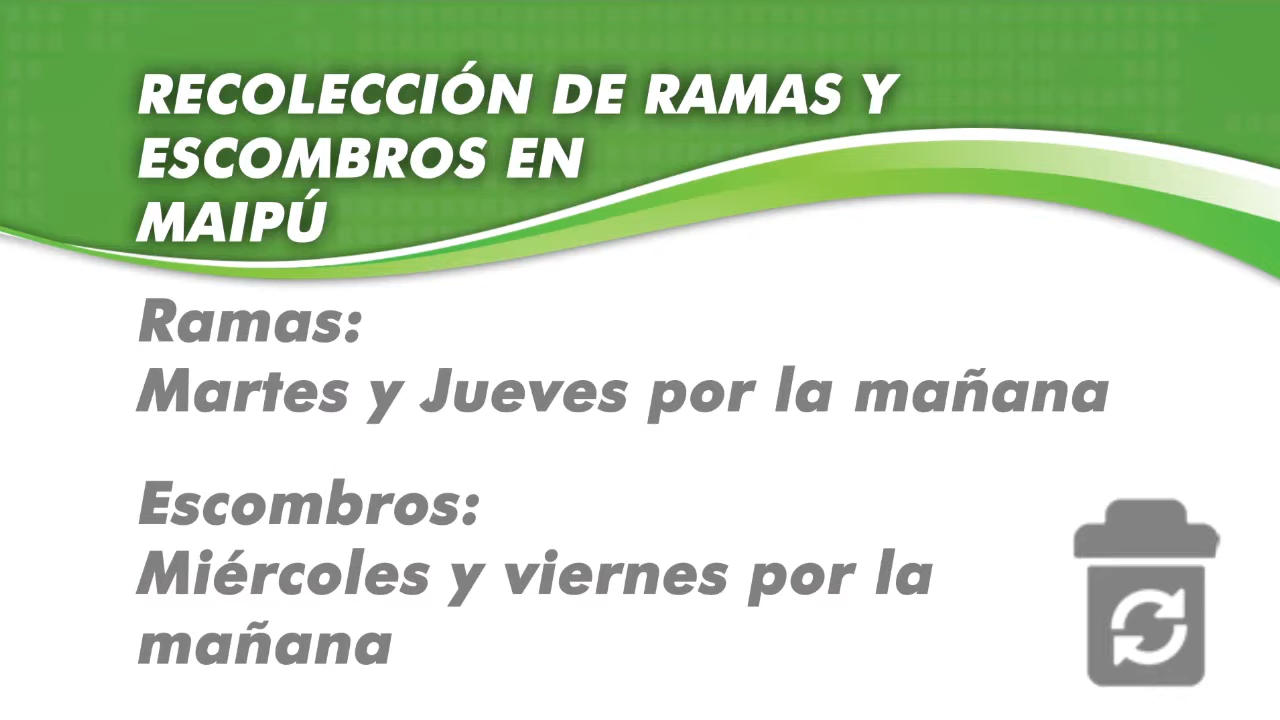 RECOLECCIÓN DE RAMAS Y
ESCOMBROS EN
MAIPÚ
Ramas:
Martes y Jueves por la mañana
Escombros:
Miércoles y viernes por la
mañana